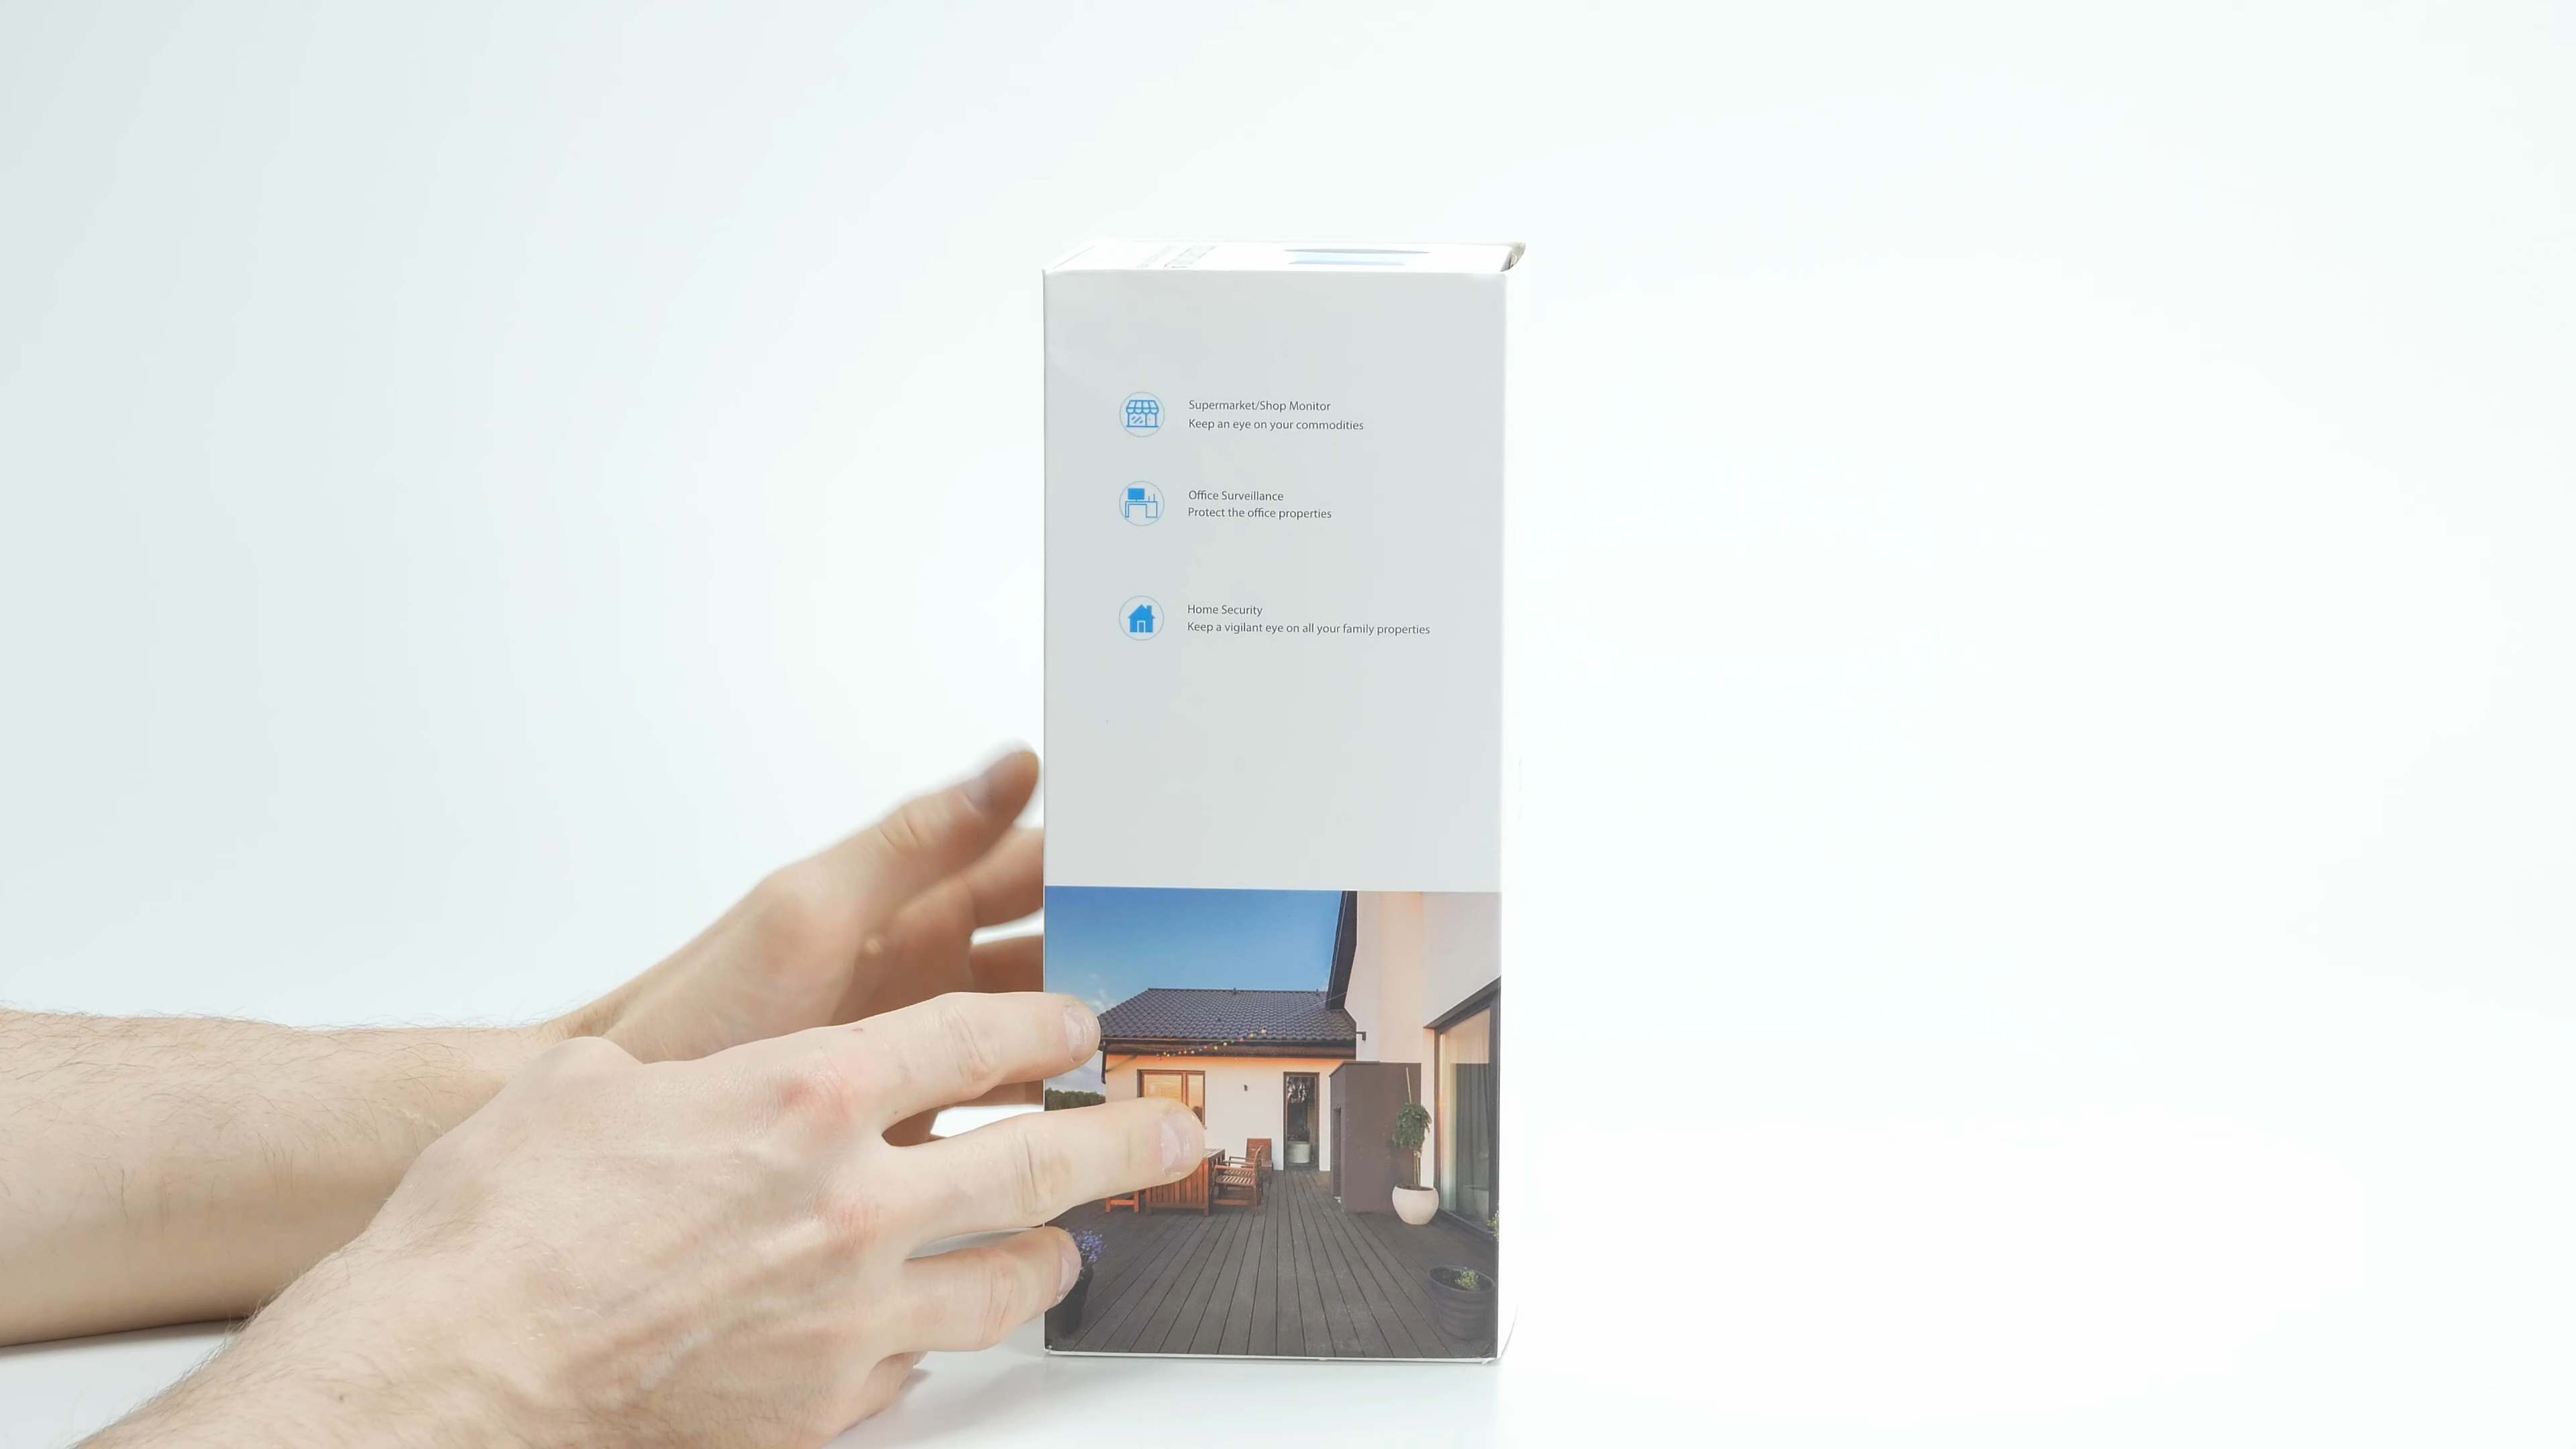 Supermarket/Shop Monitor
Keep an eye on your commodities
Office Surveillance
Protect the office properties
Home Security
Keep a vigilant eye on all your family properties